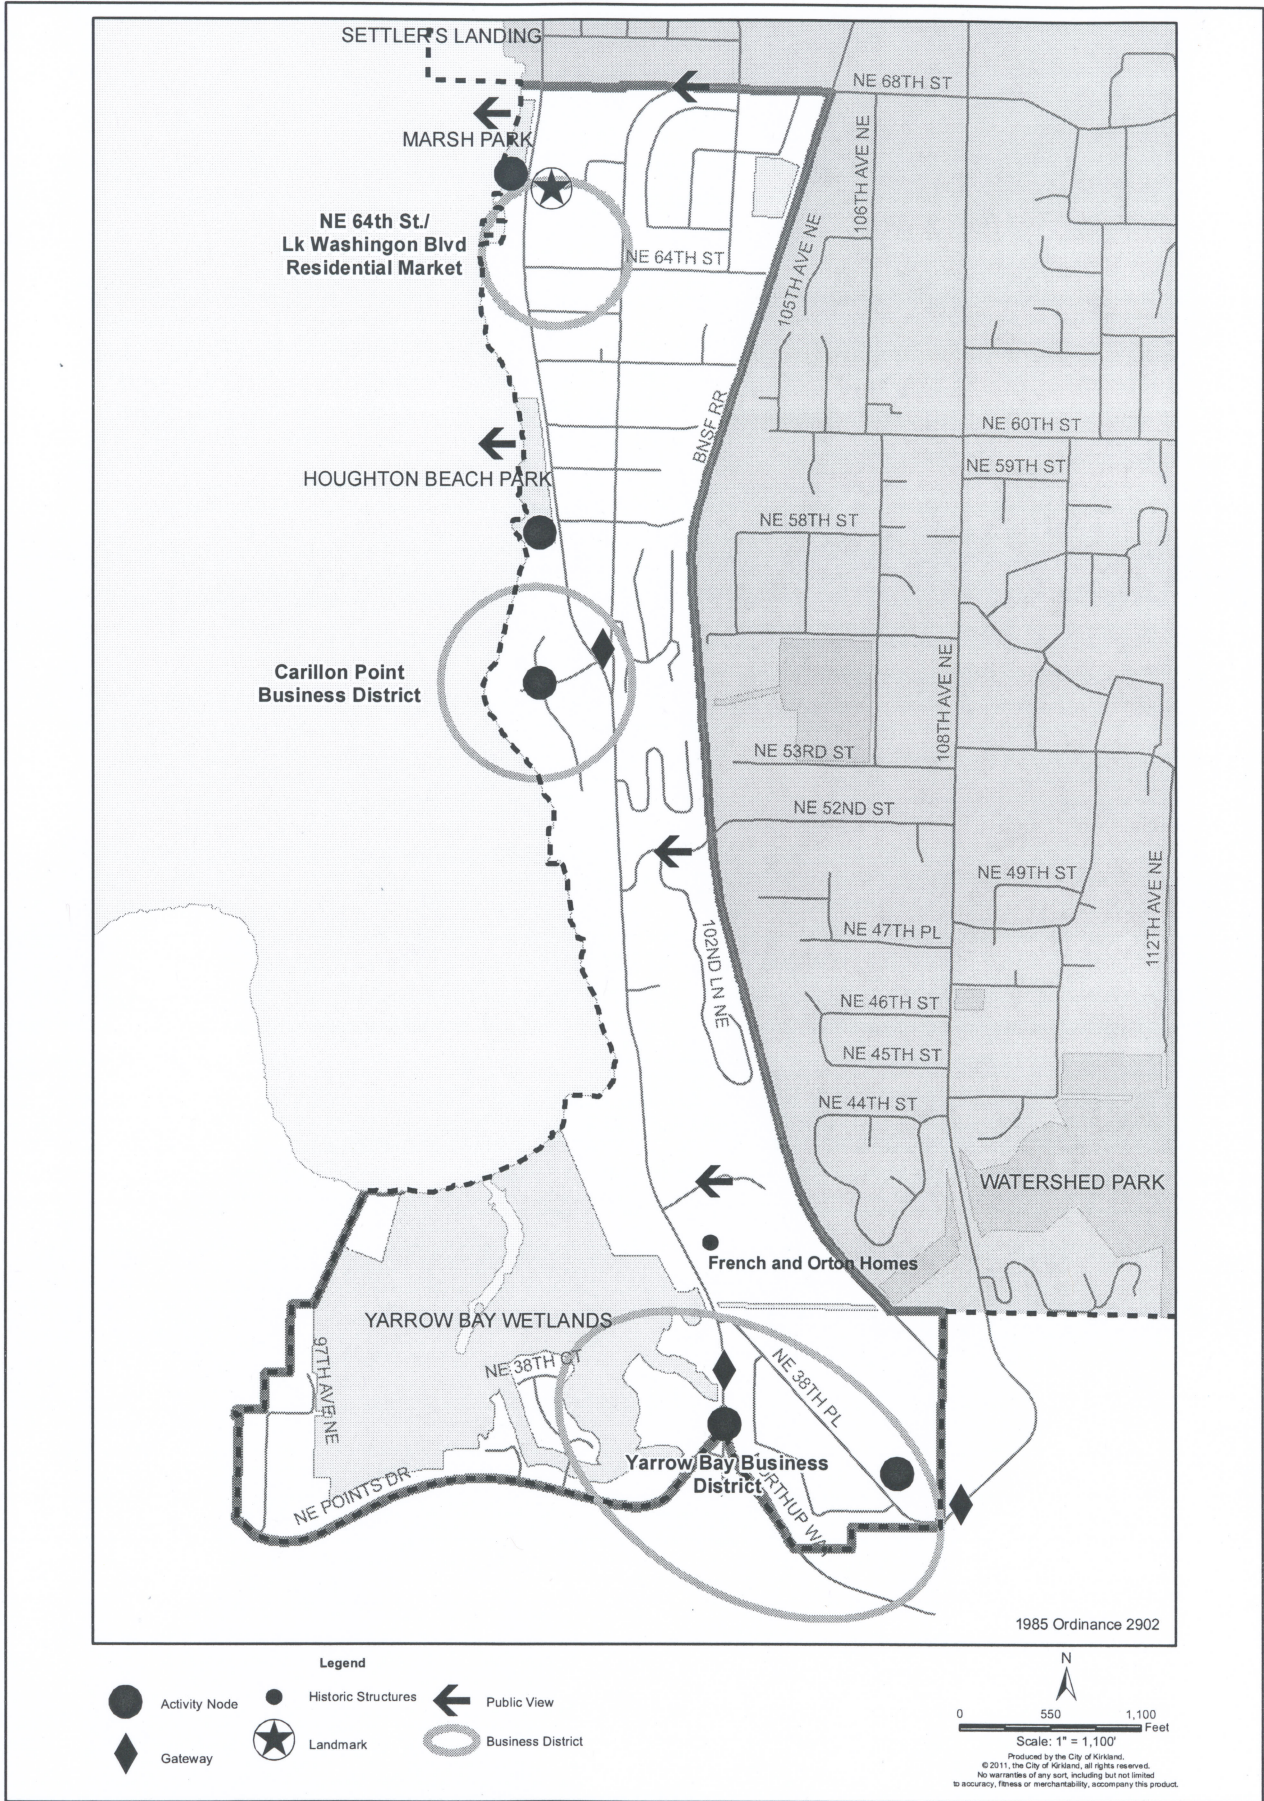 SETTLER'S LANDING
NE 68TH ST
MARSH PARK
106TH AVE NE
NE 64th St./
Lk Washingon Blvd
Residential Market
NE 64TH ST
105TH AVE NE
BNSF RR
NE 60TH ST
NE 59TH ST
HOUGHTON BEACH PARK
NE 58TH ST
Carillon Point
Business District
108TH AVE NE
NE 53RD ST
NE 52ND ST
NE 49TH ST
112TH AVE NE
NE 47TH PL
102ND LN NE
NE 46TH ST
NE 45TH ST
NE 44TH ST
WATERSHED PARK
French and Orton Homes
YARROW BAY WETLANDS
NE 38TH CT
97TH AVE NE
NE 38TH PL
Yarrow Bay Business
District
NE POINTS DR
NORTHUP WAY
1985 Ordinance 2902
Legend
Activity Node
Historic Structures
Public View
Gateway
Landmark
Business District
N
0 550 1,100
Feet
Scale: 1" = 1,100'
Produced by the City of Kirkland.
© 2011, the City of Kirkland, all rights reserved.
No warranties of any sort, including but not limited
to accuracy, fitness or merchantability, accompany this product.